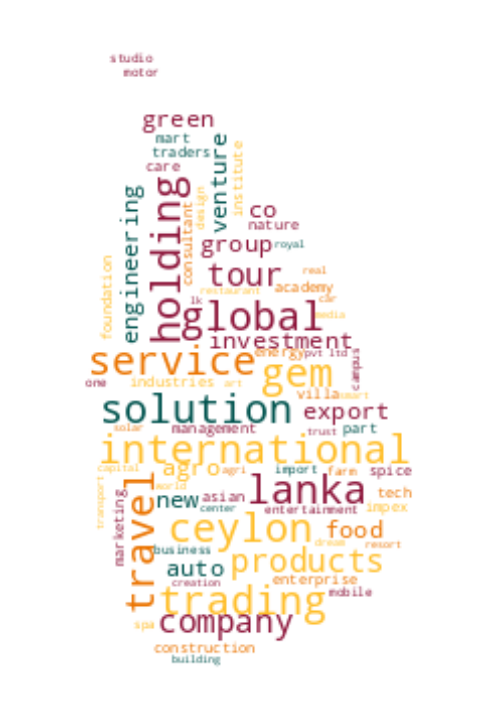 studio
motor
green
mart
traders
care
venture
institute
holding
consultant
design
engineering
co
nature
group
royal
tour
real
academy
restaurant
foundation
lk
car
global
media
investment
service
energy
pvt ltd
campus
gem
one
industries
art
villa
smart
solution
export
solar
management
trust
part
international
capital
agro
agri
import
farm
spice
travel
world
lanka
tech
transport
marketing
new
asian
center
entertainment
impex
ceylon
food
business
dream
resort
auto
products
creation
enterprise
trading
mobile
spa
company
construction
building